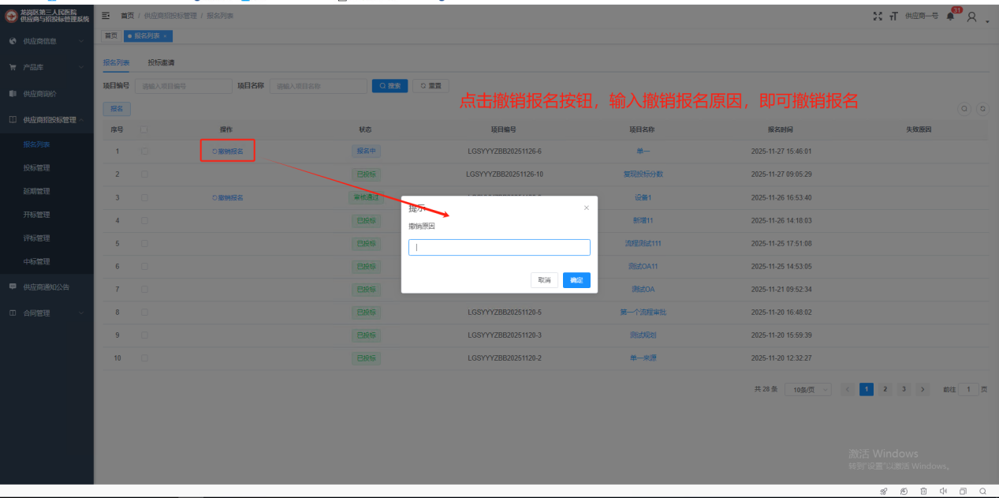 龙岗区第三人民医院
供应商与招投标管理系统
首页 / 供应商招投标管理 / 报名列表
供应商一号
31
首页
报名列表 ×
供应商信息
产品库
供应商询价
供应商招投标管理
报名列表
投标管理
延期管理
开标管理
评标管理
中标管理
供应商通知公告
合同管理
报名列表 投标邀请
项目编号 请输入项目编号 项目名称 请输入项目名称 搜索 重置
点击撤销报名按钮，输入撤销报名原因，即可撤销报名
报名
序号 操作 状态 项目编号 项目名称 报名时间 失败原因
1 撤销报名 报名中 LGSYYYZBB20251126-6 单一 2025-11-27 15:46:01
2 已投标 LGSYYYZBB20251126-10 复现投标分数 2025-11-27 09:05:29
3 撤销报名 审核通过 设备1 2025-11-26 16:53:40
4 已投标 新增11 2025-11-26 14:18:03
5 已投标 流程测试111 2025-11-25 17:51:08
6 已投标 测试OA11 2025-11-25 14:53:05
7 已投标 测试OA 2025-11-21 09:52:34
8 已投标 LGSYYYZBB20251120-5 第一个流程审批 2025-11-20 16:48:02
9 已投标 LGSYYYZBB20251120-3 测试规划 2025-11-20 15:59:39
10 已投标 LGSYYYZBB20251120-2 单一来源 2025-11-20 12:32:27
提示
撤销原因
取消 确定
共 28 条 10条/页 1 2 3 前往 1 页
激活 Windows
转到"设置"以激活 Windows。